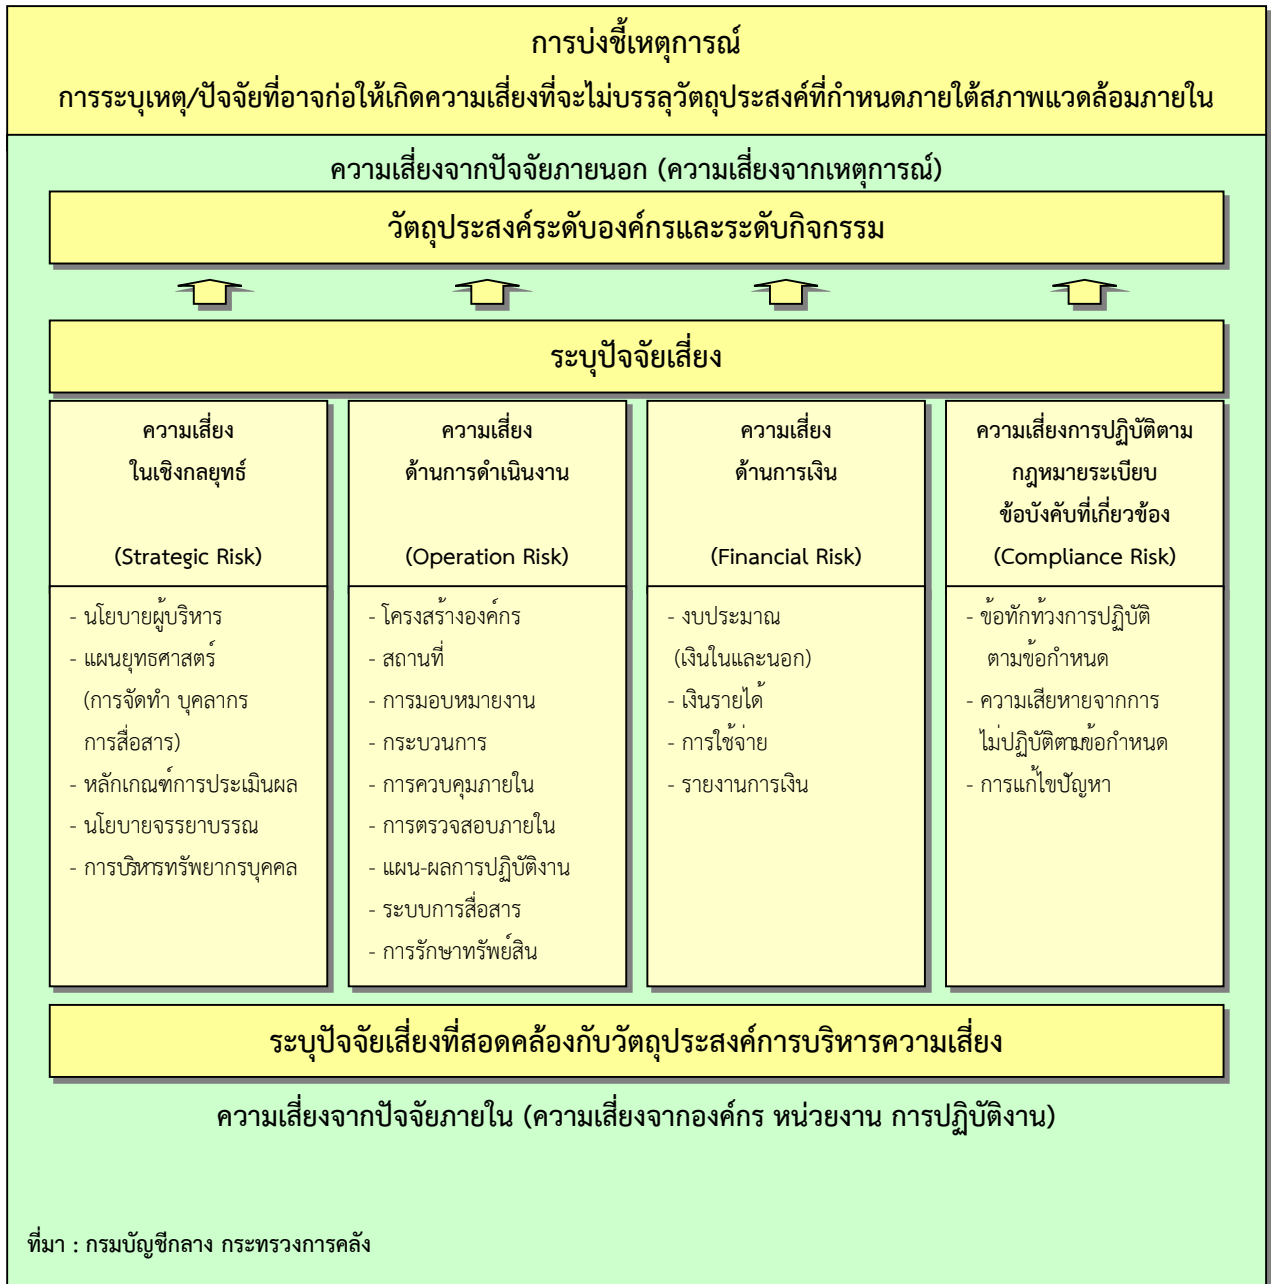 การบ่งชี้เหตุการณ์
การระบุเหตุ/ปัจจัยที่อาจก่อให้เกิดความเสี่ยงที่จะไม่บรรลุวัตถุประสงค์ที่กำหนดภายใต้สภาพแวดล้อมภายใน
ความเสี่ยงจากปัจจัยภายนอก (ความเสี่ยงจากเหตุการณ์)
วัตถุประสงค์ระดับองค์กรและระดับกิจกรรม
ระบุปัจจัยเสี่ยง
ความเสี่ยง
ในเชิงกลยุทธ์
(Strategic Risk)
- นโยบายผู้บริหาร
- แผนยุทธศาสตร์
(การจัดทำ บุคลากร
การสื่อสาร)
- หลักเกณฑ์การประเมินผล
- นโยบายจรรยาบรรณ
- การบริหารทรัพยากรบุคคล
ความเสี่ยง
ด้านการดำเนินงาน
(Operation Risk)
- โครงสร้างองค์กร
- สถานที่
- การมอบหมายงาน
- กระบวนการ
- การควบคุมภายใน
- การตรวจสอบภายใน
- แผน-ผลการปฏิบัติงาน
- ระบบการสื่อสาร
- การรักษาทรัพย์สิน
ความเสี่ยง
ด้านการเงิน
(Financial Risk)
- งบประมาณ
(เงินในและนอก)
- เงินรายได้
- การใช้จ่าย
- รายงานการเงิน
ความเสี่ยงการปฏิบัติตาม
กฎหมายระเบียบ
ข้อบังคับที่เกี่ยวข้อง
(Compliance Risk)
- ข้อทักท้วงการปฏิบัติ
ตามข้อกำหนด
- ความเสียหายจากการ
ไม่ปฏิบัติตามข้อกำหนด
- การแก้ไขปัญหา
ระบุปัจจัยเสี่ยงที่สอดคล้องกับวัตถุประสงค์การบริหารความเสี่ยง
ความเสี่ยงจากปัจจัยภายใน (ความเสี่ยงจากองค์กร หน่วยงาน การปฏิบัติงาน)
ที่มา : กรมบัญชีกลาง กระทรวงการคลัง